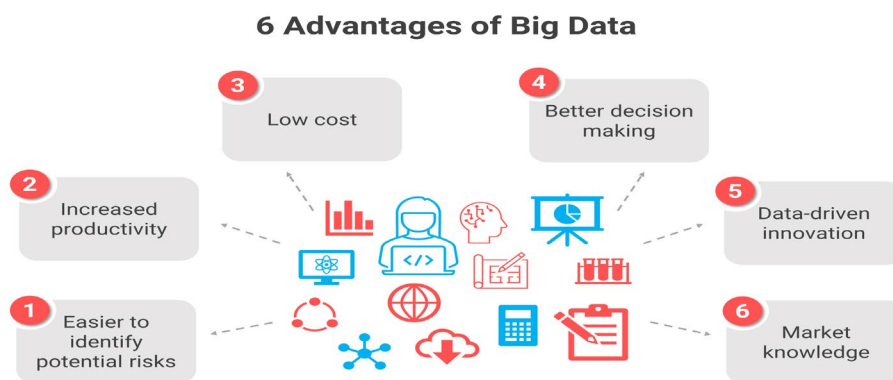 6 Advantages of Big Data
3
Low cost
4
Better decision
making
2
Increased
productivity
5
Data-driven
innovation
1
Easier to
identify
potential risks
6
Market
knowledge
</>